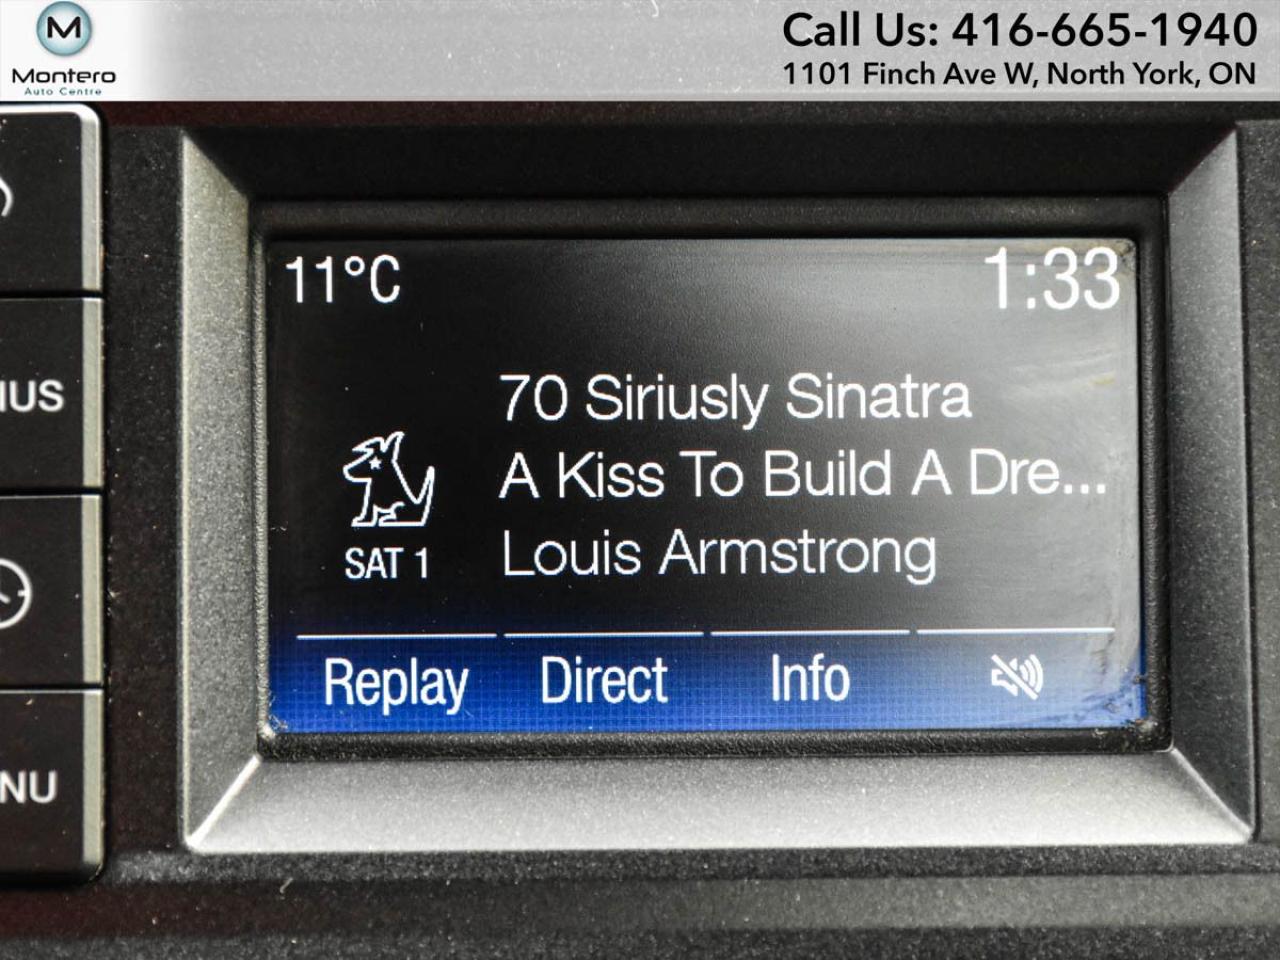 M
Montero
Auto Centre
Call Us: 416-665-1940
1101 Finch Ave W, North York, ON
11°C
1:33
70 Siriusly Sinatra
A Kiss To Build A Dre...
SAT 1
Louis Armstrong
Replay
Direct
Info
IUS
NU